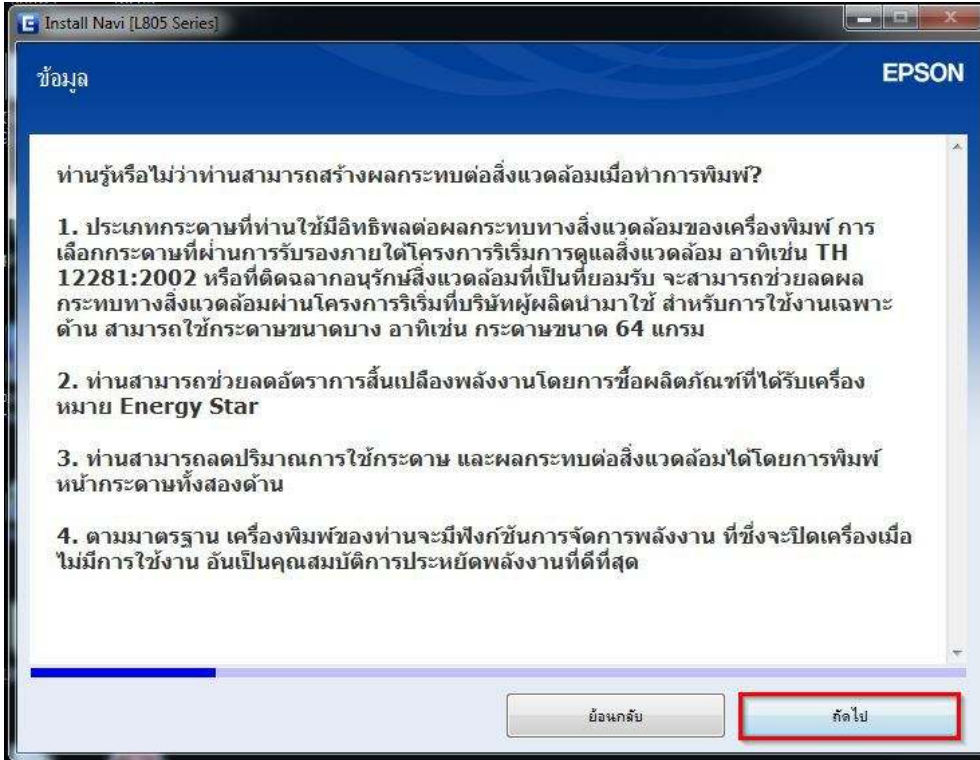 Install Navi [L805 Series]
ข้อมูล
EPSON
ท่านรู้หรือไม่ว่าท่านสามารถสร้างผลกระทบต่อสิ่งแวดล้อมเมื่อทำการพิมพ์?
1. ประเภทกระดาษที่ท่านใช้มีอิทธิพลต่อผลกระทบทางสิ่งแวดล้อมของเครื่องพิมพ์ การ
เลือกกระดาษที่ผ่านการรับรองภายใต้โครงการริเริ่มการดูแลสิ่งแวดล้อม อาทิเช่น TH
12281:2002 หรือที่ติดฉลากอนุรักษ์สิ่งแวดล้อมที่เป็นที่ยอมรับ จะสามารถช่วยลดผล
กระทบทางสิ่งแวดล้อมผ่านโครงการริเริ่มที่บริษัทผู้ผลิตนำมาใช้ สำหรับการใช้งานเฉพาะ
ด้าน สามารถใช้กระดาษขนาดบาง อาทิเช่น กระดาษขนาด 64 แกรม
2. ท่านสามารถช่วยลดอัตราการสิ้นเปลืองพลังงานโดยการซื้อผลิตภัณฑ์ที่ได้รับเครื่อง
หมาย Energy Star
3. ท่านสามารถลดปริมาณการใช้กระดาษ และผลกระทบต่อสิ่งแวดล้อมได้โดยการพิมพ์
หน้ากระดาษทั้งสองด้าน
4. ตามมาตรฐาน เครื่องพิมพ์ของท่านจะมีฟังก์ชันการจัดการพลังงาน ที่ซึ่งจะปิดเครื่องเมื่อ
ไม่มีการใช้งาน อันเป็นคุณสมบัติการประหยัดพลังงานที่ดีที่สุด
ย้อนกลับ
ถัดไป